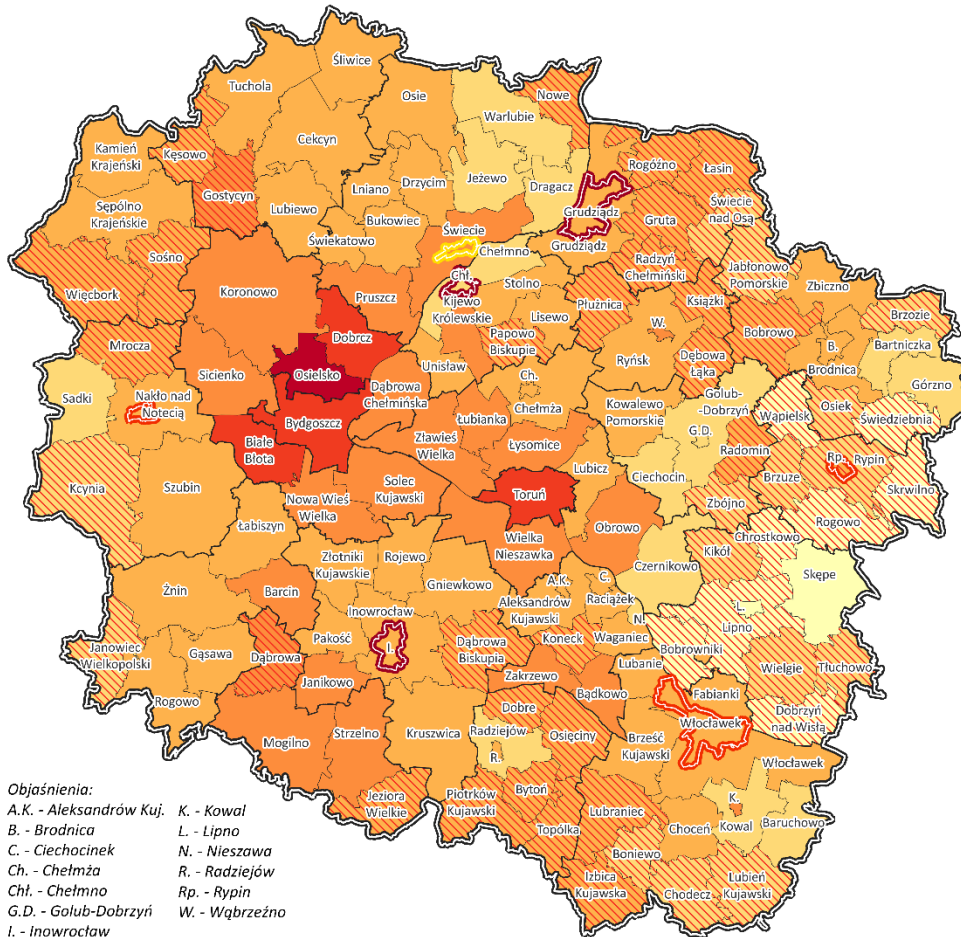 Śliwice
Tuchola
Osie
Nowe
Cekcyn
Warlubie
Kamień
Krajeński
Kęsowo
Rogóźno
Łasin
Jeżewo
Dragacz
Gostycyn
Lniano
Drzycim
Sępólno
Krajeńskie
Lubiewo
Bukowiec
Grudziądz
Gruta
Świecie
nad Osą
Świekatowo
Świecie
Grudziądz
Sośno
Chełmno
Radzyń
Chełmiński
Jabłonowo
Pomorskie
Koronowo
Chł.
Stolno
Zbiczno
Więcbork
Pruszcz
Kijewo
Królewskie
Płużnica
Książki
Brzozie
Lisewo
W.
Bobrowo
Dobrcz
Papowo
Biskupie
Bartniczka
Mrocza
B.
Sicienko
Osielsko
Unisław
Ryńsk
Dębowa
Łąka
Brodnica
Ch.
Górzno
Sadki
Nakło nad
Notecią
Dąbrowa
Chełmińska
Chełmża
Golub-
-Dobrzyń
Kowalewo
Pomorskie
Wąpielsk
Osiek
Świedziebnia
Bydgoszcz
Łubianka
G.D.
Białe
Błota
Zławieś
Wielka
Łysomice
Radomin
Rp.
Rypin
Kcynia
Szubin
Solec
Kujawski
Lubicz
Ciechocin
Brzuze
Skrwilno
Nowa Wieś
Wielka
Toruń
Zbójno
Łabiszyn
Obrowo
Rogowo
Wielka
Nieszawka
Chrostkowo
Złotniki
Kujawskie
Rojewo
Czernikowo
Kikół
Skępe
Żnin
Gniewkowo
A.K.
C.
Barcin
Aleksandrów
Kujawski
Raciążek
Inowrocław
N.
L.
Pakość
I.
Koneck
Waganiec
Lipno
Janowiec
Wielkopolski
Gąsawa
Dąbrowa
Dąbrowa
Biskupia
Bobrowniki
Lubanie
Wielgie
Tłuchowo
Janikowo
Zakrzewo
Rogowo
Bądkowo
Fabianki
Dobre
Dobrzyń
nad Wisłą
Mogilno
Strzelno
Kruszwica
Radziejów
Osięciny
Brześć
Kujawski
Włocławek
R.
Włocławek
Jeziora
Wielkie
Piotrków
Kujawski
Bytoń
K.
Lubraniec
Topólka
Choceń
Kowal
Baruchowo
Boniewo
Izbica
Kujawska
Chodecz
Lubień
Kujawski
Objaśnienia:
A.K. - Aleksandrów Kuj.
B. - Brodnica
C. - Ciechocinek
Ch. - Chełmża
Chł. - Chełmno
G.D. - Golub-Dobrzyń
I. - Inowrocław
K. - Kowal
L. - Lipno
N. - Nieszawa
R. - Radziejów
Rp. - Rypin
W. - Wąbrzeźno